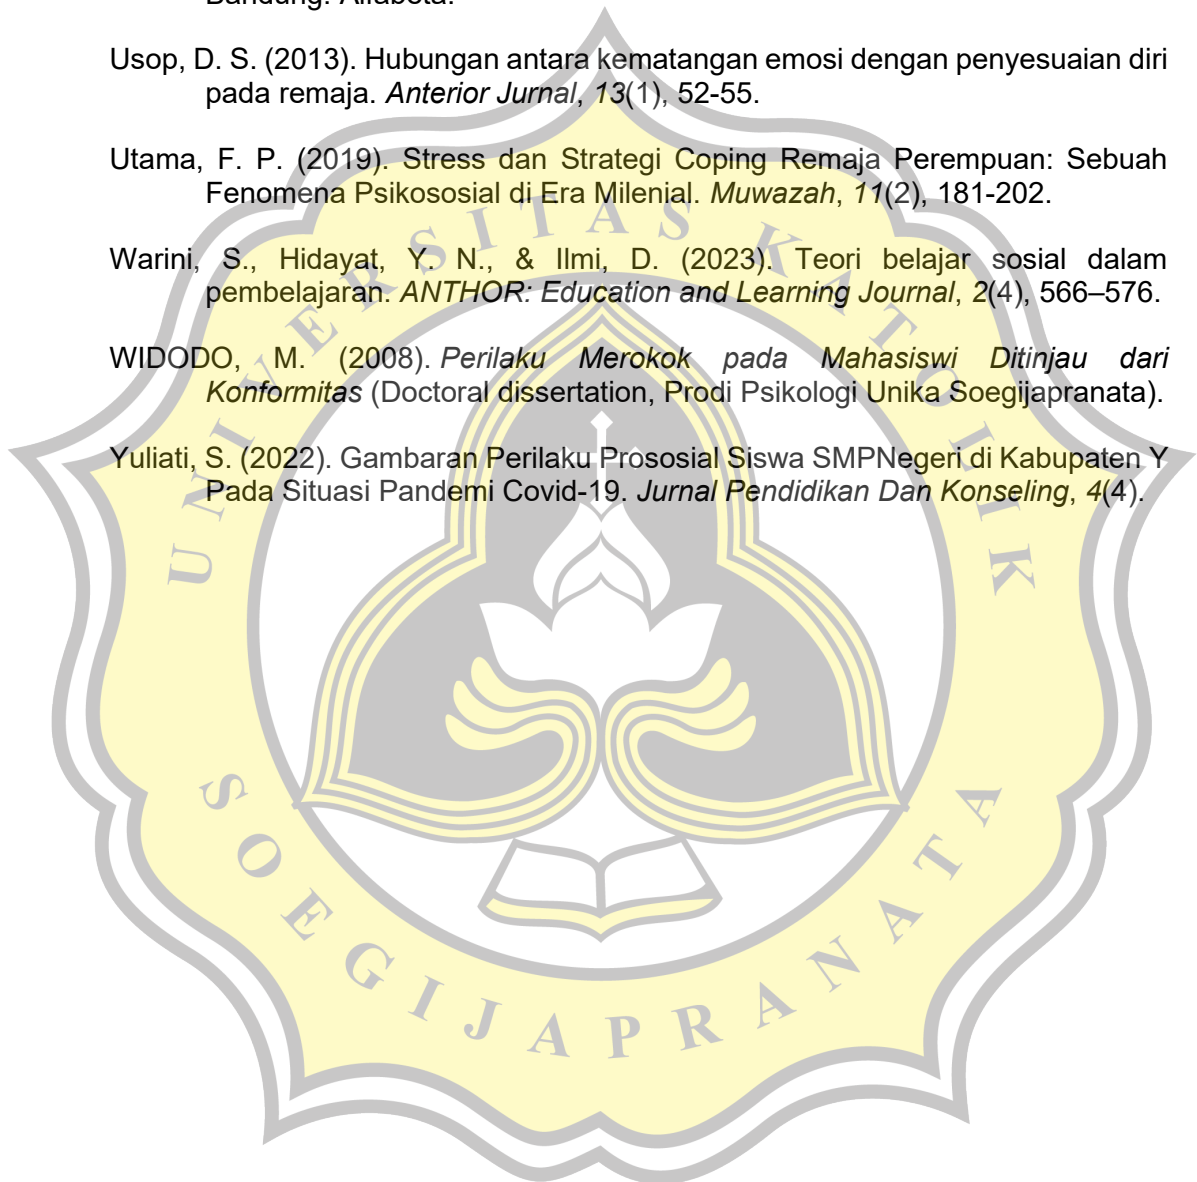 Bandung: Alfabeta.
Usop, D. S. (2013). Hubungan antara kematangan emosi dengan penyesuaian diri
pada remaja. Anterior Jurnal, 13(1), 52-55.
Utama, F. P. (2019). Stress dan Strategi Coping Remaja Perempuan: Sebuah
Fenomena Psikososial di Era Milenial. Muwazah, 11(2), 181-202.
Warini, S., Hidayat, Y. N., & Ilmi, D. (2023). Teori belajar sosial dalam
pembelajaran. ANTHOR: Education and Learning Journal, 2(4), 566–576.
WIDODO, M. (2008). Perilaku Merokok pada Mahasiswi Ditinjau dari
Konformitas (Doctoral dissertation, Prodi Psikologi Unika Soegijapranata).
Yuliati, S. (2022). Gambaran Perilaku Prososial Siswa SMPNegeri di Kabupaten Y
Pada Situasi Pandemi Covid-19. Jurnal Pendidikan Dan Konseling, 4(4).
UNIVERSITAS KATOLIK
SOEGIJAPRANATA